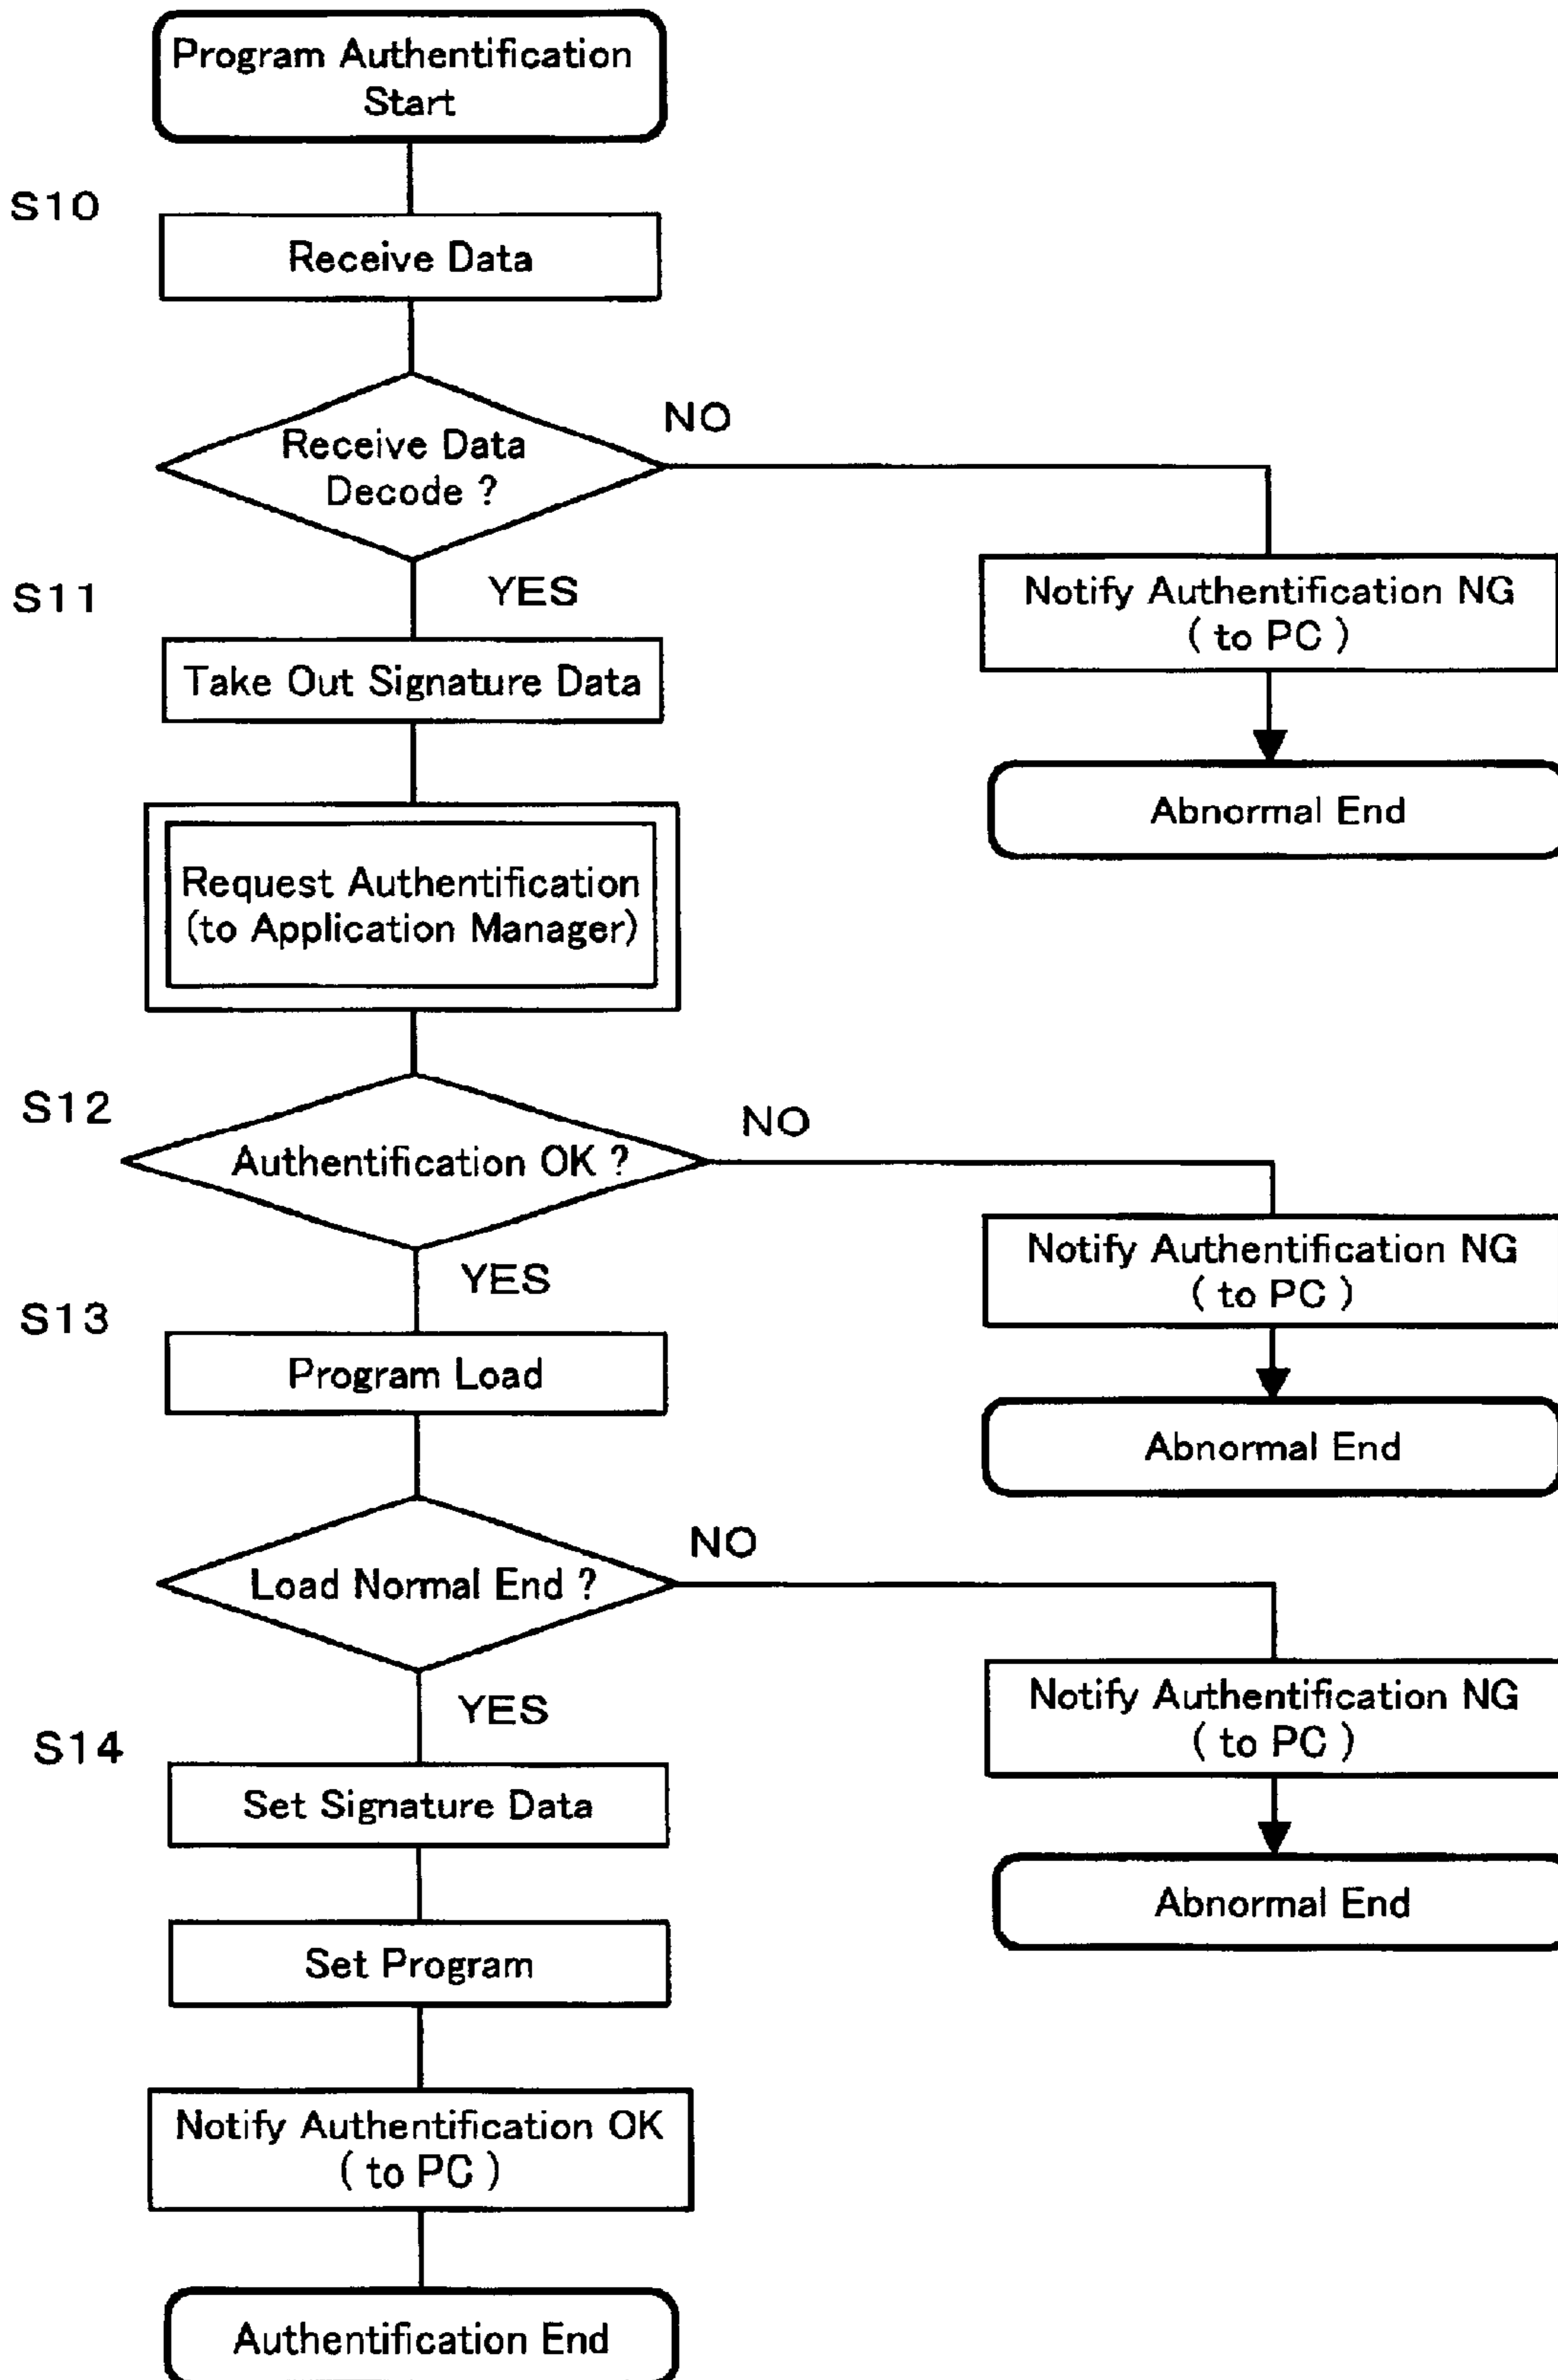 Program Authentification
Start
S10
Receive Data
Receive Data
Decode ?
NO
YES
Notify Authentification NG
( to PC )
Abnormal End
S11
Take Out Signature Data
Request Authentification
(to Application Manager)
S12
Authentification OK ?
NO
YES
Notify Authentification NG
( to PC )
Abnormal End
S13
Program Load
Load Normal End ?
NO
YES
Notify Authentification NG
( to PC )
Abnormal End
S14
Set Signature Data
Set Program
Notify Authentification OK
( to PC )
Authentification End